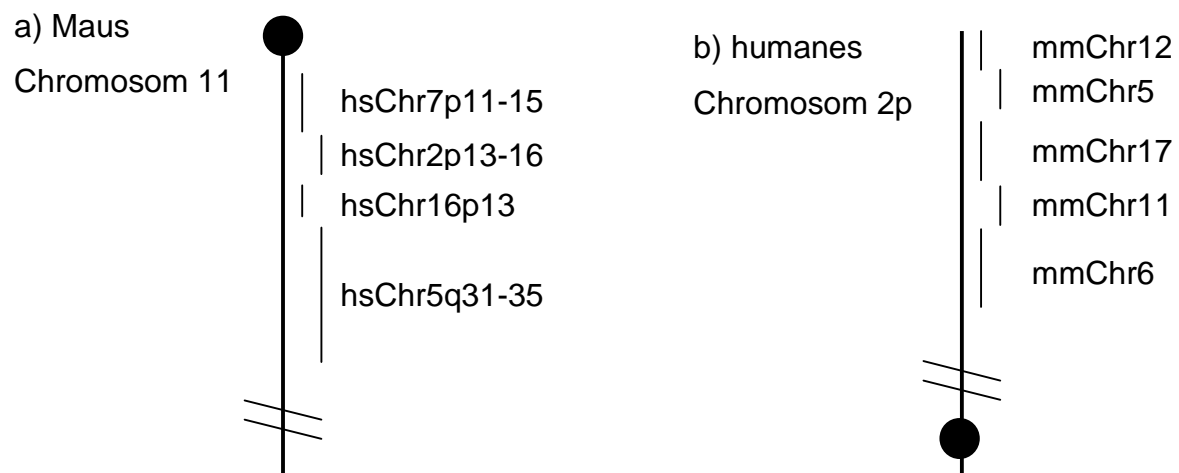 a) Maus
Chromosom 11
hsChr7p11-15
hsChr2p13-16
hsChr16p13
hsChr5q31-35
b) humanes
Chromosom 2p
mmChr12
mmChr5
mmChr17
mmChr11
mmChr6